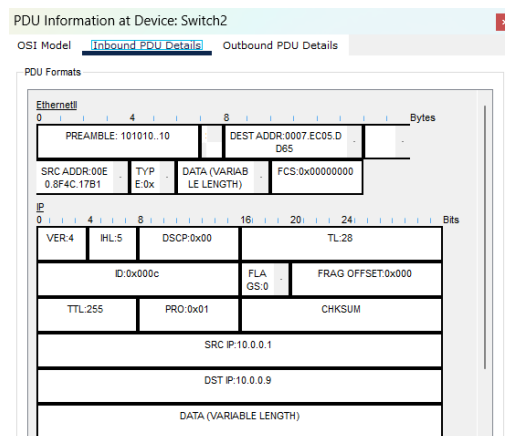 PDU Information at Device: Switch2
x
OSI Model Inbound PDU Details Outbound PDU Details
PDU Formats
EthernetII
0 4 8 Bytes
PREAMBLE: 101010..10
DEST ADDR:0007.EC05.D
D65
SRC ADDR:00E
0.8F4C.17B1
TYP
E:0x
DATA (VARIAB
LE LENGTH)
FCS:0x00000000
IP
0 4 8 16 20 24 Bits
VER:4 IHL:5 DSCP:0x00 TL:28
ID:0x000c
FLA
GS:0
FRAG OFFSET:0x000
TTL:255 PRO:0x01 CHKSUM
SRC IP:10.0.0.1
DST IP:10.0.0.9
DATA (VARIABLE LENGTH)